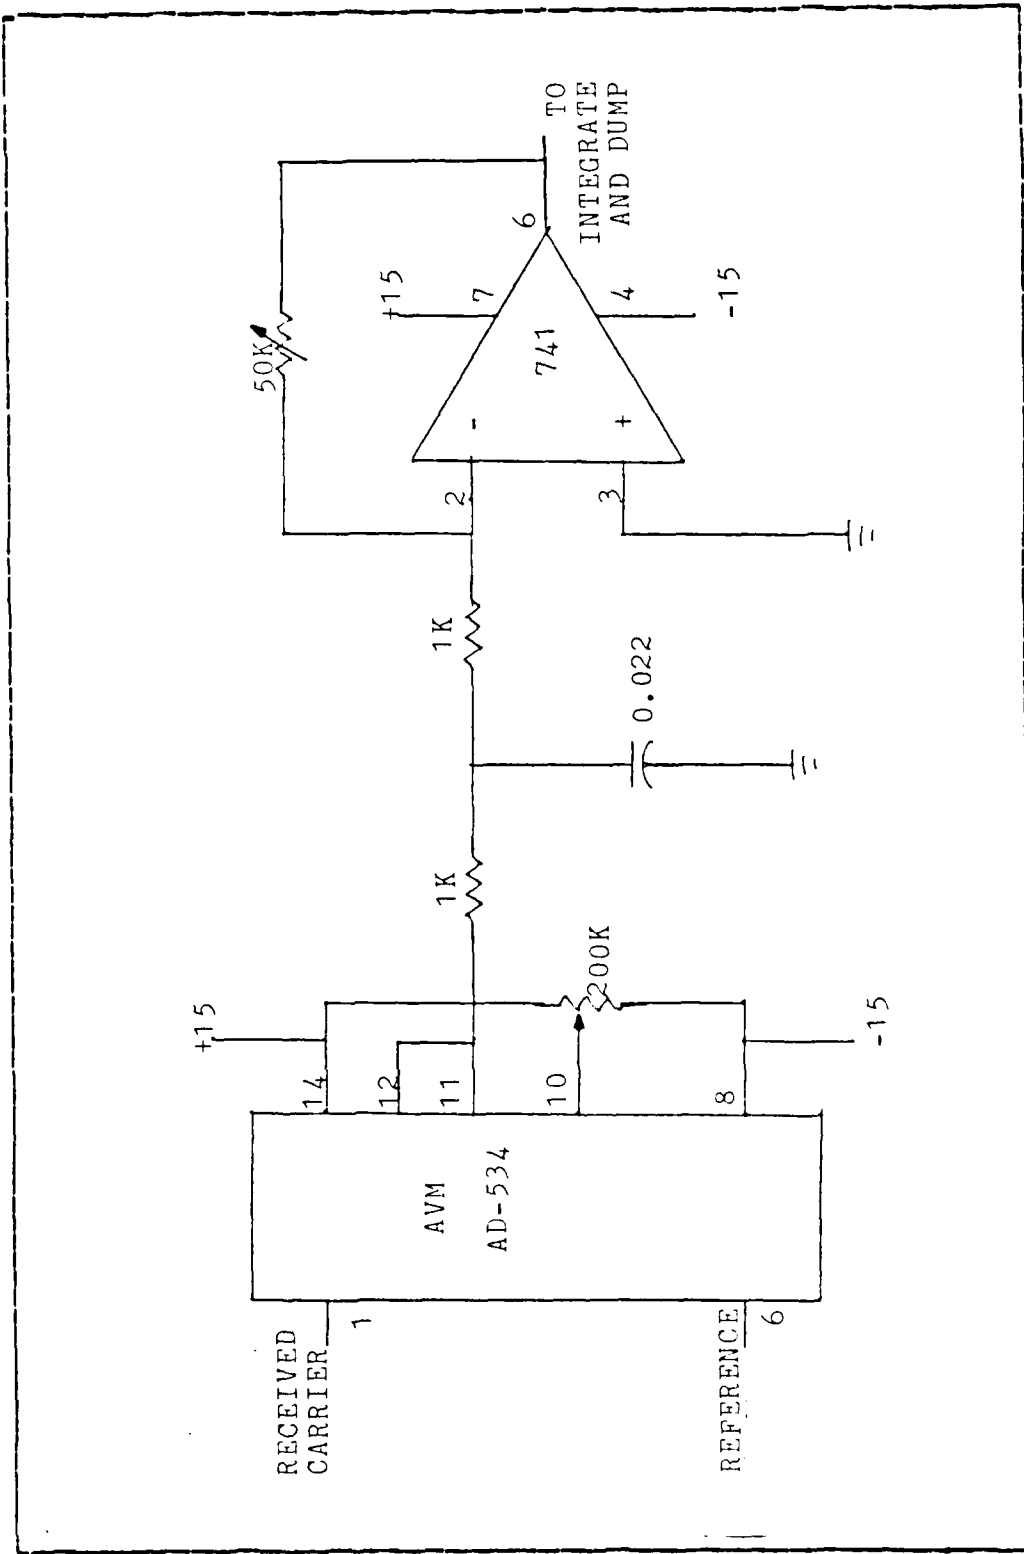 RECEIVED
CARRIER
1
REFERENCE
6
AVM
AD-534
14
12
11
10
8
+15
-15
200K
1K
0.022
1K
2
3
-
+
741
50K
+15
7
4
-15
6
TO
INTEGRATE
AND DUMP